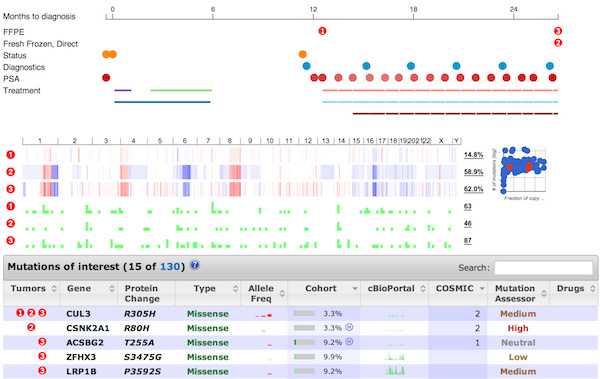 Months to diagnosis 0 6 12 18 24
FFPE 1 3
Fresh Frozen, Direct 2
Status
Diagnostics
PSA
Treatment
1 2 3 4 5 6 7 8 9 10 11 12 13 14 15 16 17 18 19 20 21 22 X Y
1 14.8%
2 58.9%
3 62.0%
1 63
2 46
3 87
# of mutations (log)
Fraction of copy ...
Mutations of interest (15 of 130) ? Search:
Tumors Gene Protein Change Type Allele Freq Cohort cBioPortal COSMIC Mutation Assessor Drugs
1 2 3 CUL3 R305H Missense 3.3% 2 Medium
2 CSNK2A1 R80H Missense 3.3% H 2 High
3 ACSBG2 T255A Missense 9.2% H 1 Neutral
3 ZFHX3 S3475G Missense 9.9% Low
3 LRP1B P3592S Missense 9.2% Medium